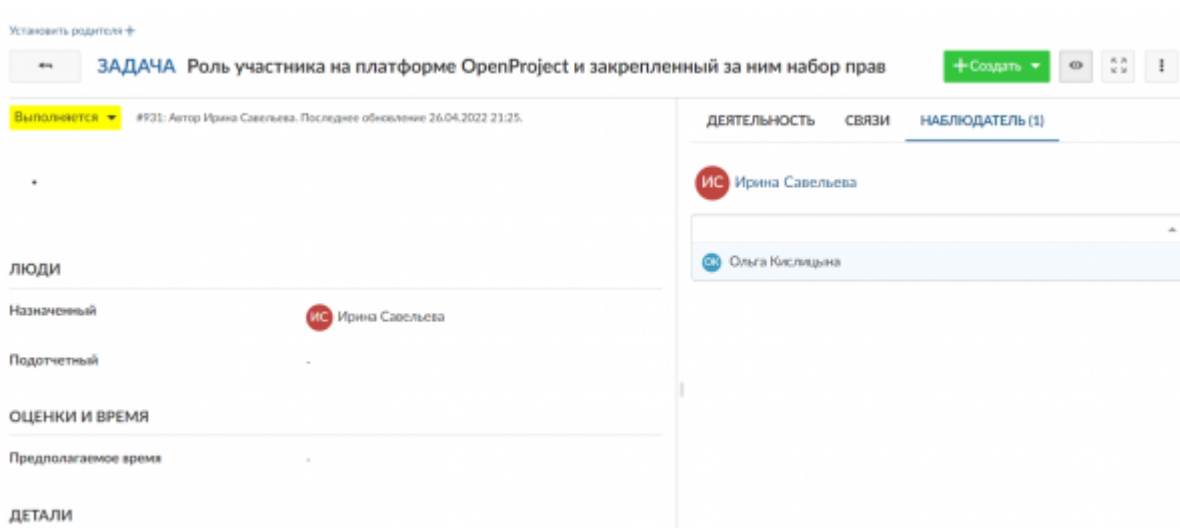 Установить родителя +
ЗАДАЧА Роль участника на платформе OpenProject и закрепленный за ним набор прав
+ Создать
Выполняется
#931: Автор Ирина Савельева. Последнее обновление 26.04.2022 21:25.
ДЕЯТЕЛЬНОСТЬ СВЯЗИ НАБЛЮДАТЕЛЬ (1)
ИС Ирина Савельева
ОК Ольга Кислицына
ЛЮДИ
Назначенный ИС Ирина Савельева
Подотчетный -
ОЦЕНКИ И ВРЕМЯ
Предполагаемое время -
ДЕТАЛИ